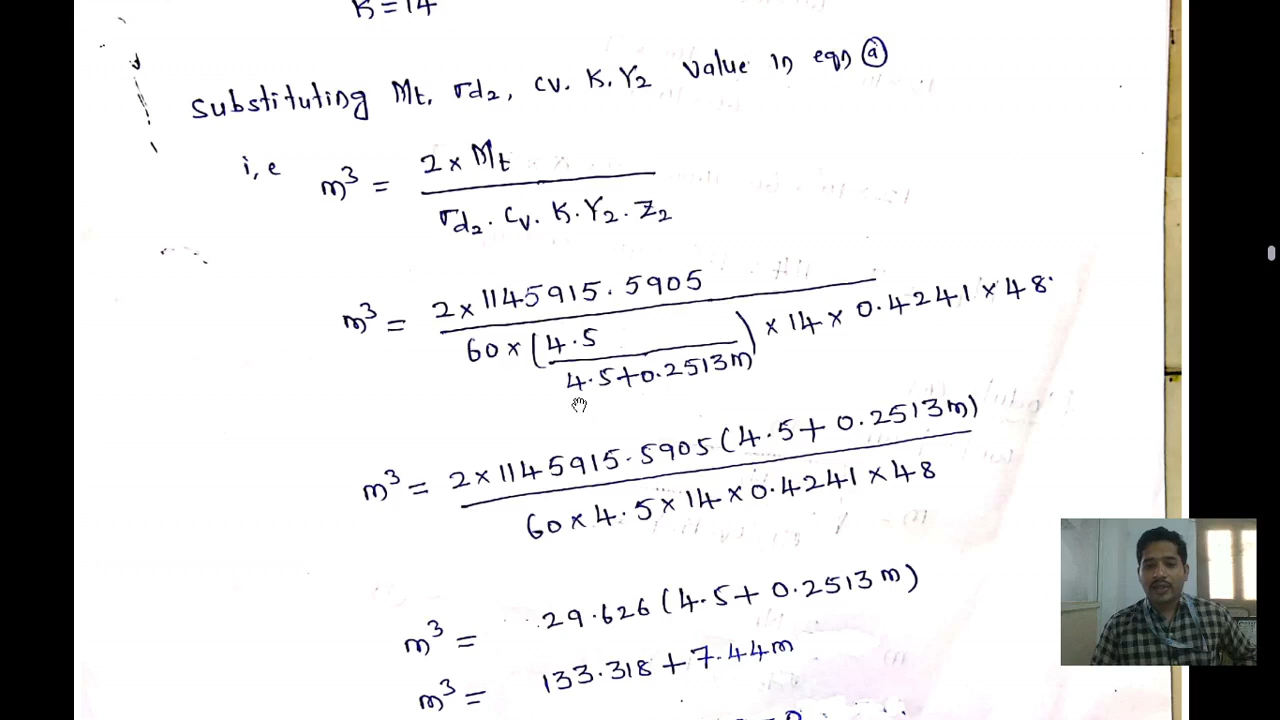 K = 14
Substituting Mt, σd2, Cv. K. Y2 value in eqn ⓐ
i,e m³ = 2 × Mt / σd2 . Cv. K. Y2 . Z2
m³ = 2 × 1145915.5905 / 60 × (4.5 / 4.5 + 0.2513m) × 14 × 0.4241 × 48
m³ = 2 × 1145915.5905 (4.5 + 0.2513m) / 60 × 4.5 × 14 × 0.4241 × 48
m³ = 29.626 (4.5 + 0.2513m)
m³ = 133.318 + 7.44m